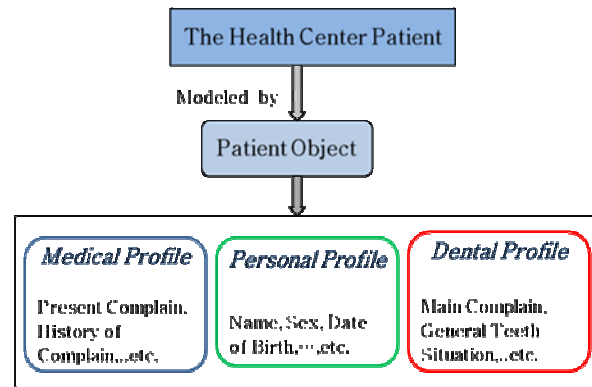 The Health Center Patient
Modeled by
Patient Object
Medical Profile
Present Complain,
History of
Complain,..,etc.
Personal Profile
Name, Sex, Date
of Birth,…,etc.
Dental Profile
Main Complain,
General Teeth
Situation,..etc.